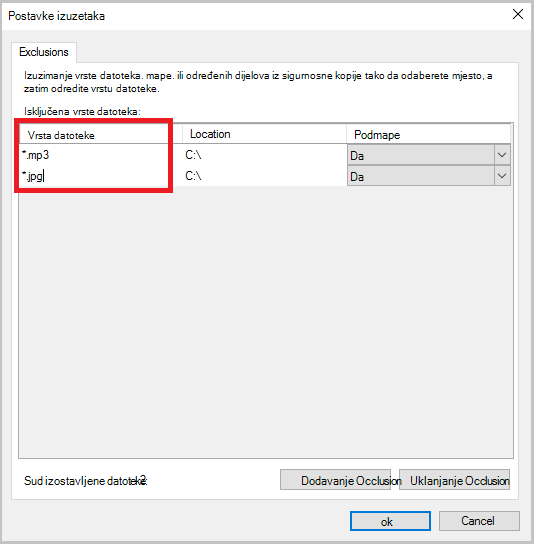 Postavke izuzetaka
Exclusions
Izuzimanje vrste datoteka. mape. ili određenih dijelova iz sigurnosne kopije tako da odaberete mjesto, a
zatim odredite vrstu datoteke.
Isključena vrste datoteka:
Vrsta datoteke Location Podmape
*.mp3 C:\ Da
*.jpg C:\ Da
Sud izostavljene datoteke: 2
Dodavanje Occlusion Uklanjanje Occlusion
ok Cancel